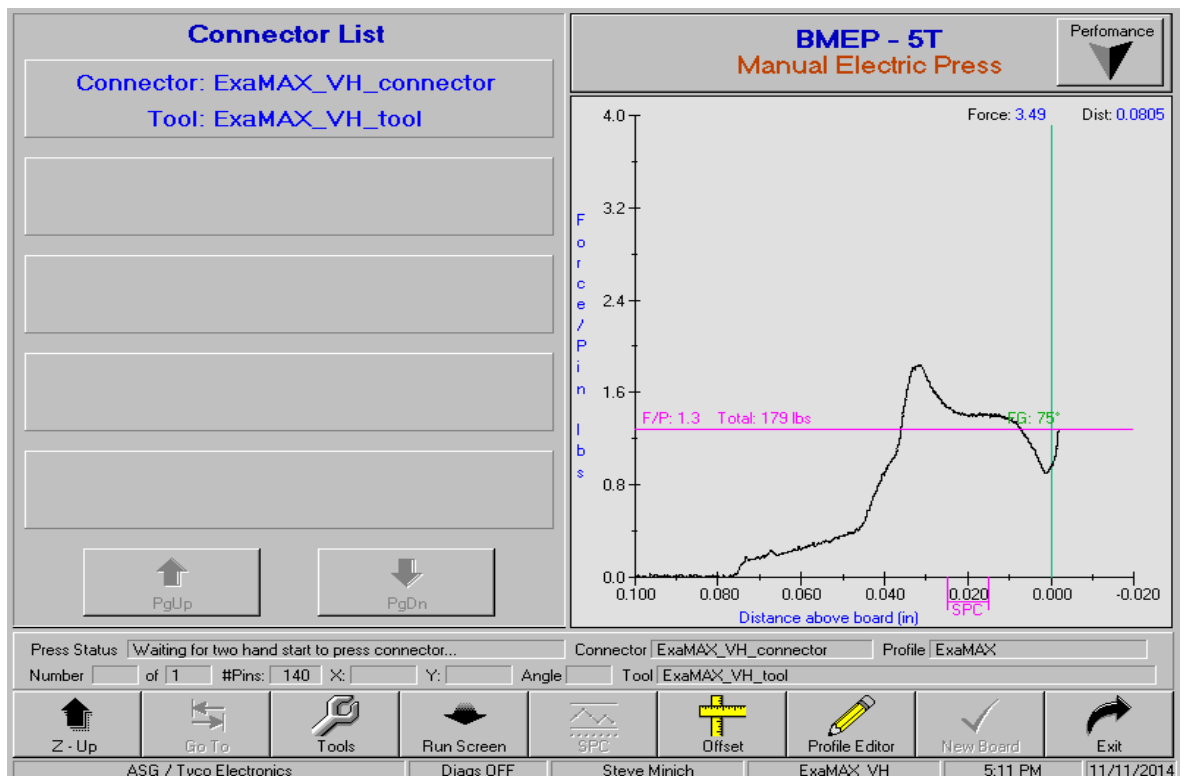 Connector List
Connector: ExaMAX_VH_connector
Tool: ExaMAX_VH_tool
PgUp
PgDn
BMEP - 5T
Manual Electric Press
Perfomance
Force: 3.49 Dist: 0.0805
4.0
3.2
2.4
1.6
0.8
0.0
Force/Pin lbs
F/P: 1.3 Total: 179 lbs
FG: 75°
0.100 0.080 0.060 0.040 0.020 0.000 -0.020
SPC
Distance above board (in)
Press Status Waiting for two hand start to press connector... Connector ExaMAX_VH_connector Profile ExaMAX
Number of 1 #Pins: 140 X: Y: Angle Tool ExaMAX_VH_tool
Z - Up Go To Tools Run Screen SPC Offset Profile Editor New Board Exit
ASG / Tyco Electronics Diags OFF Steve Minich ExaMAX_VH 5:11 PM 11/11/2014